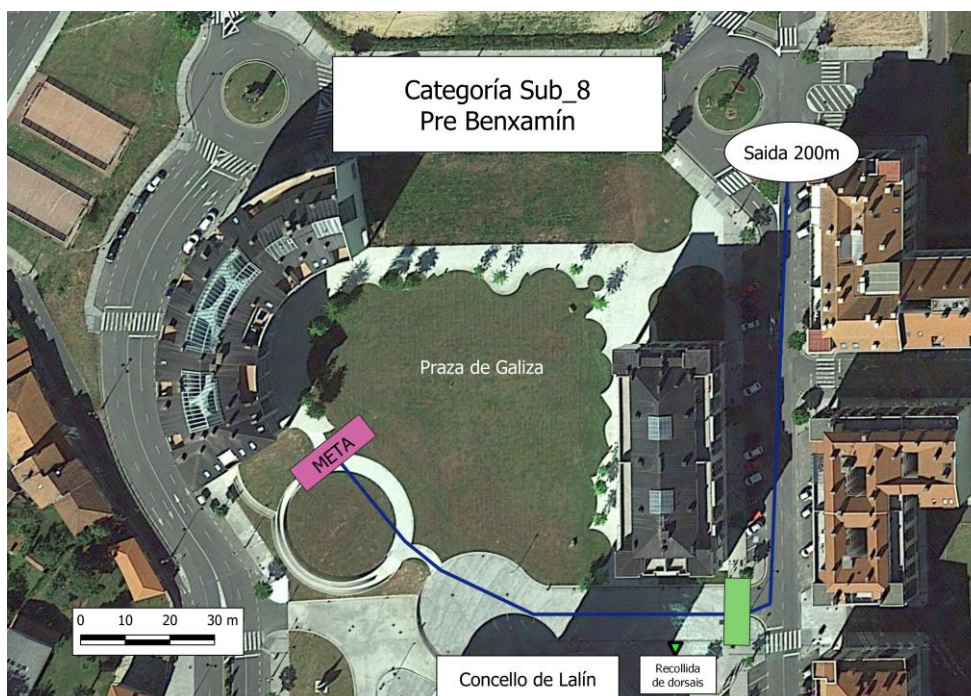 Categoría Sub_8
Pre Benxamín
Saida 200m
Praza de Galiza
META
0 10 20 30 m
Concello de Lalín
Recollida
de dorsais